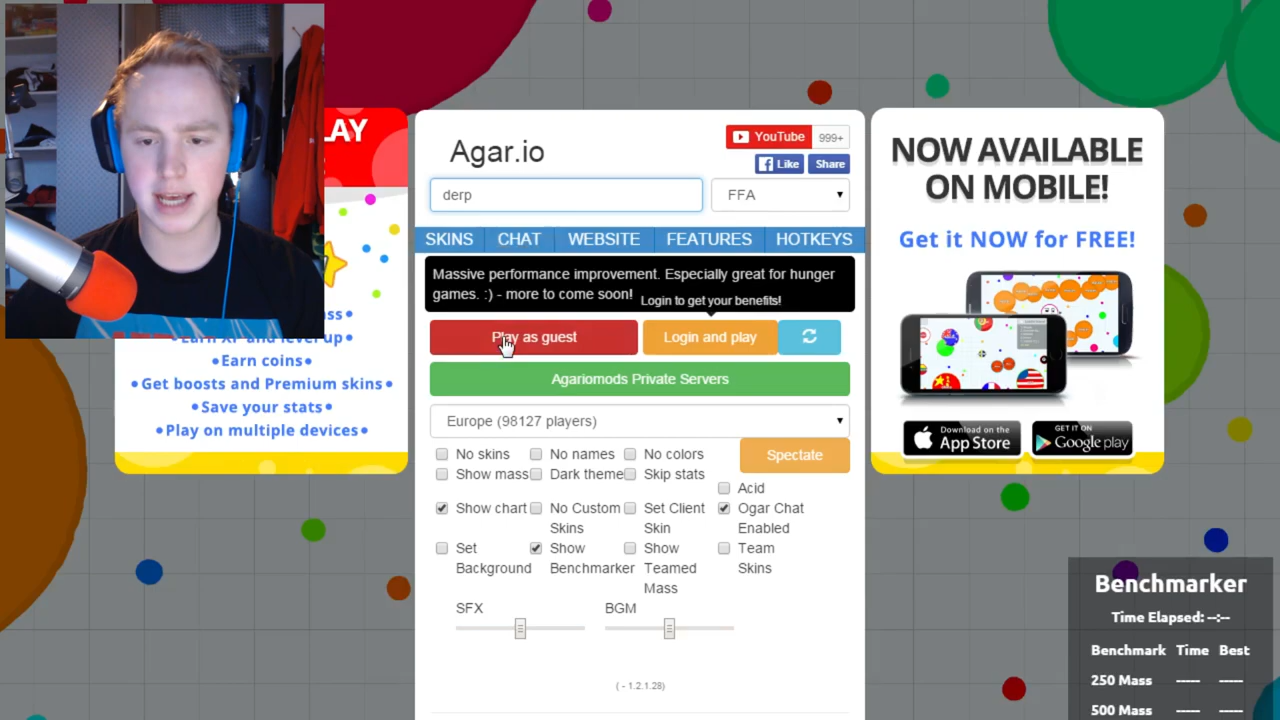 LAY
Earn XP and level up
•Earn coins•
•Get boosts and Premium skins•
•Save your stats•
•Play on multiple devices•
Agar.io
YouTube 999+
Like Share
derp
FFA
SKINS CHAT WEBSITE FEATURES HOTKEYS
Massive performance improvement. Especially great for hunger
games. :) - more to come soon!
Login to get your benefits!
Play as guest
Login and play
Agariomods Private Servers
Europe (98127 players)
No skins No names No colors
Spectate
Show mass Dark theme Skip stats
Acid
Show chart No Custom Skins Set Client Skin Ogar Chat Enabled
Set Background Show Benchmarker Show Teamed Mass Team Skins
SFX BGM
( - 1.2.1.28)
NOW AVAILABLE
ON MOBILE!
Get it NOW for FREE!
Download on the
App Store
GET IT ON
Google play
Benchmarker
Time Elapsed: --:--
Benchmark Time Best
250 Mass ----- -----
500 Mass ----- -----